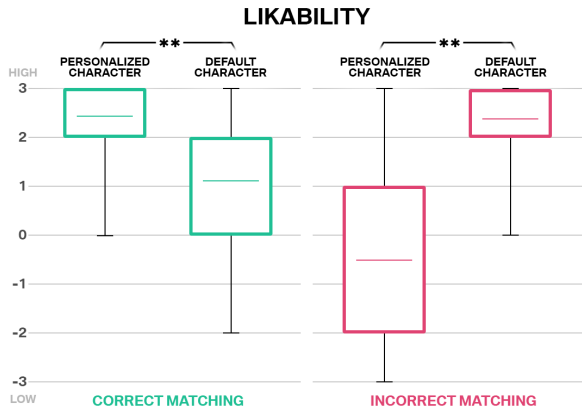 LIKABILITY
** **
PERSONALIZED CHARACTER DEFAULT CHARACTER PERSONALIZED CHARACTER DEFAULT CHARACTER
HIGH
3
2
1
0
-1
-2
-3
LOW
CORRECT MATCHING INCORRECT MATCHING